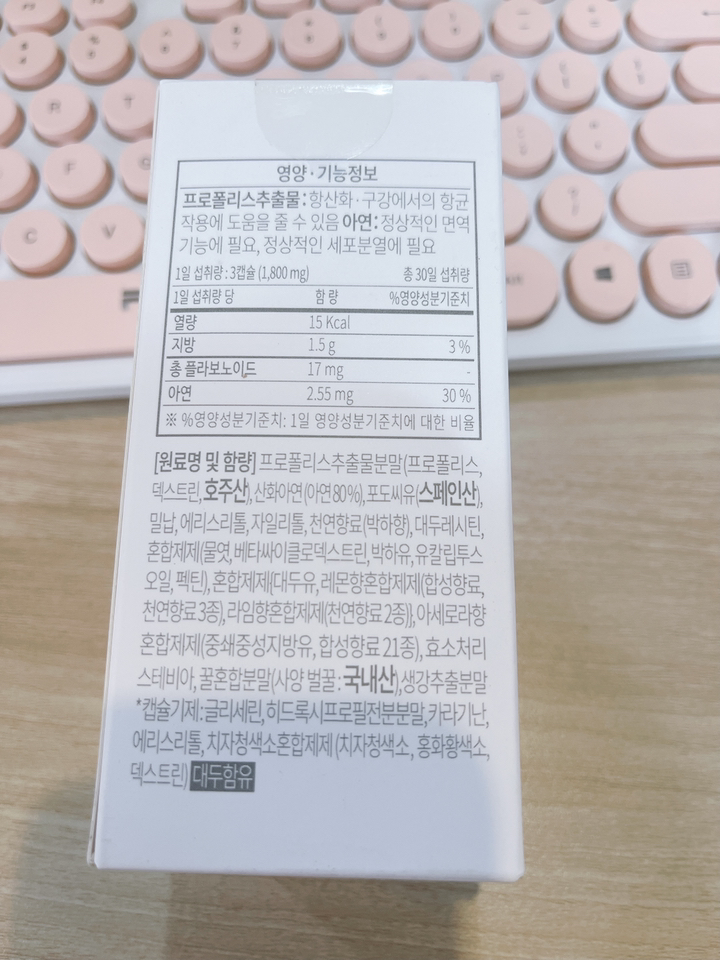 R
T
F
C
V
영양·기능정보
프로폴리스추출물:항산화·구강에서의 항균
작용에 도움을 줄 수 있음 아연:정상적인 면역
기능에 필요, 정상적인 세포분열에 필요
1일 섭취량 : 3캡슐 (1,800 mg) 총 30일 섭취량
1일 섭취량 당 함 량 %영양성분기준치
열량 15 Kcal
지방 1.5 g 3 %
총 플라보노이드 17 mg -
아연 2.55 mg 30 %
※ %영양성분기준치: 1일 영양성분기준치에 대한 비율
[원료명 및 함량] 프로폴리스추출물분말(프로폴리스,
덱스트린, 호주산), 산화아연(아연80%), 포도씨유(스페인산),
밀납, 에리스리톨, 자일리톨, 천연향료(박하향), 대두레시틴,
혼합제제(물엿, 베타싸이클로덱스트린, 박하유, 유칼립투스
오일, 펙틴), 혼합제제{대두유, 레몬향혼합제제(합성향료,
천연향료3종), 라임향혼합제제(천연향료2종)}, 아세로라향
혼합제제(중쇄중성지방유, 합성향료 21종), 효소처리
스테비아, 꿀혼합분말(사양 벌꿀:국내산), 생강추출분말
*캡슐기제:글리세린, 히드록시프로필전분분말, 카라기난,
에리스리톨, 치자청색소혼합제제 (치자청색소, 홍화황색소,
덱스트린) 대두함유